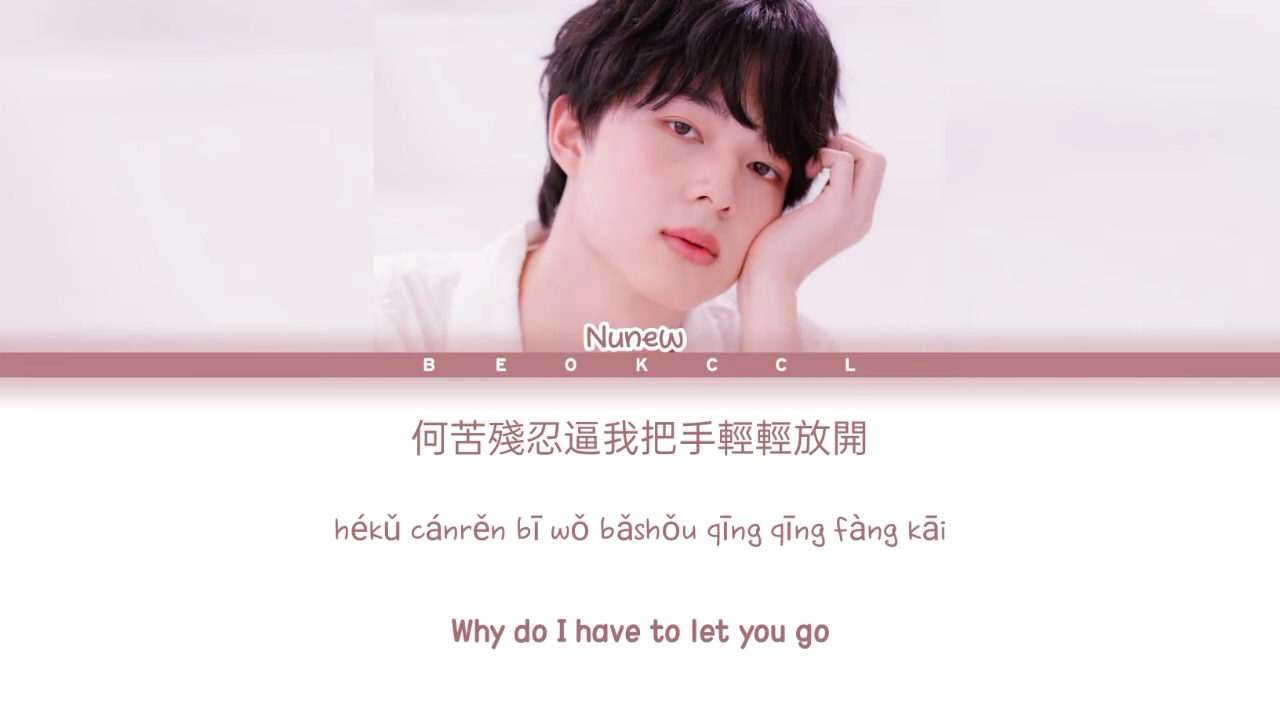 Nunew
BEOKCCL
何苦殘忍逼我把手輕輕放開
hékǔ cánrěn bī wǒ bǎshǒu qīng qīng fàng kāi
Why do I have to let you go